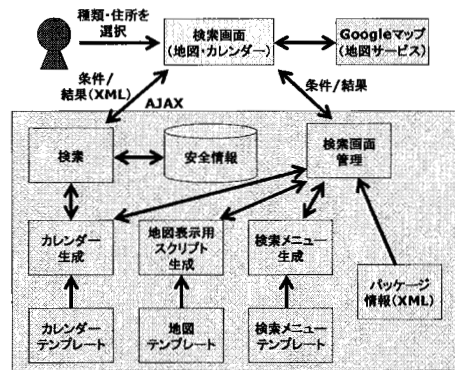 種類・住所を
選択
検索画面
(地図・カレンダー)
Googleマップ
(地図サービス)
条件/
結果(XML)
AJAX
条件/結果
検索
安全情報
検索画面
管理
カレンダー
生成
地図表示用
スクリプト
生成
検索メニュー
生成
パッケージ
情報(XML)
カレンダー
テンプレート
地図
テンプレート
検索メニュー
テンプレート